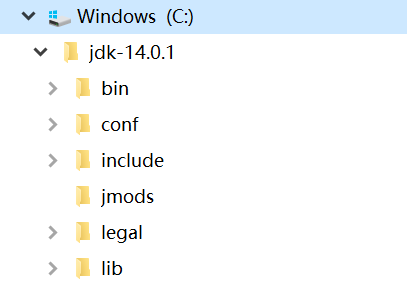 Windows (C:)
jdk-14.0.1
bin
conf
include
jmods
legal
lib